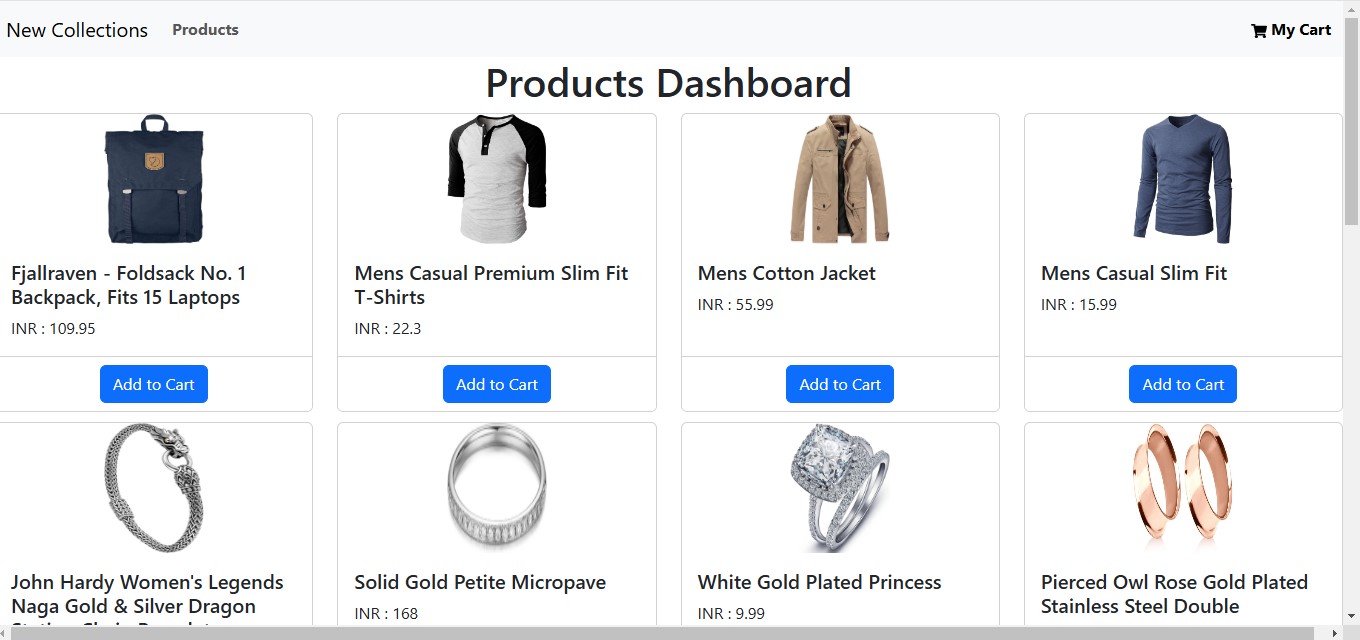 New Collections
Products
My Cart
Products Dashboard
Fjallraven - Foldsack No. 1
Backpack, Fits 15 Laptops
INR : 109.95
Add to Cart
Mens Casual Premium Slim Fit
T-Shirts
INR : 22.3
Add to Cart
Mens Cotton Jacket
INR : 55.99
Add to Cart
Mens Casual Slim Fit
INR : 15.99
Add to Cart
John Hardy Women's Legends
Naga Gold & Silver Dragon
Solid Gold Petite Micropave
INR : 168
White Gold Plated Princess
INR : 9.99
Pierced Owl Rose Gold Plated
Stainless Steel Double